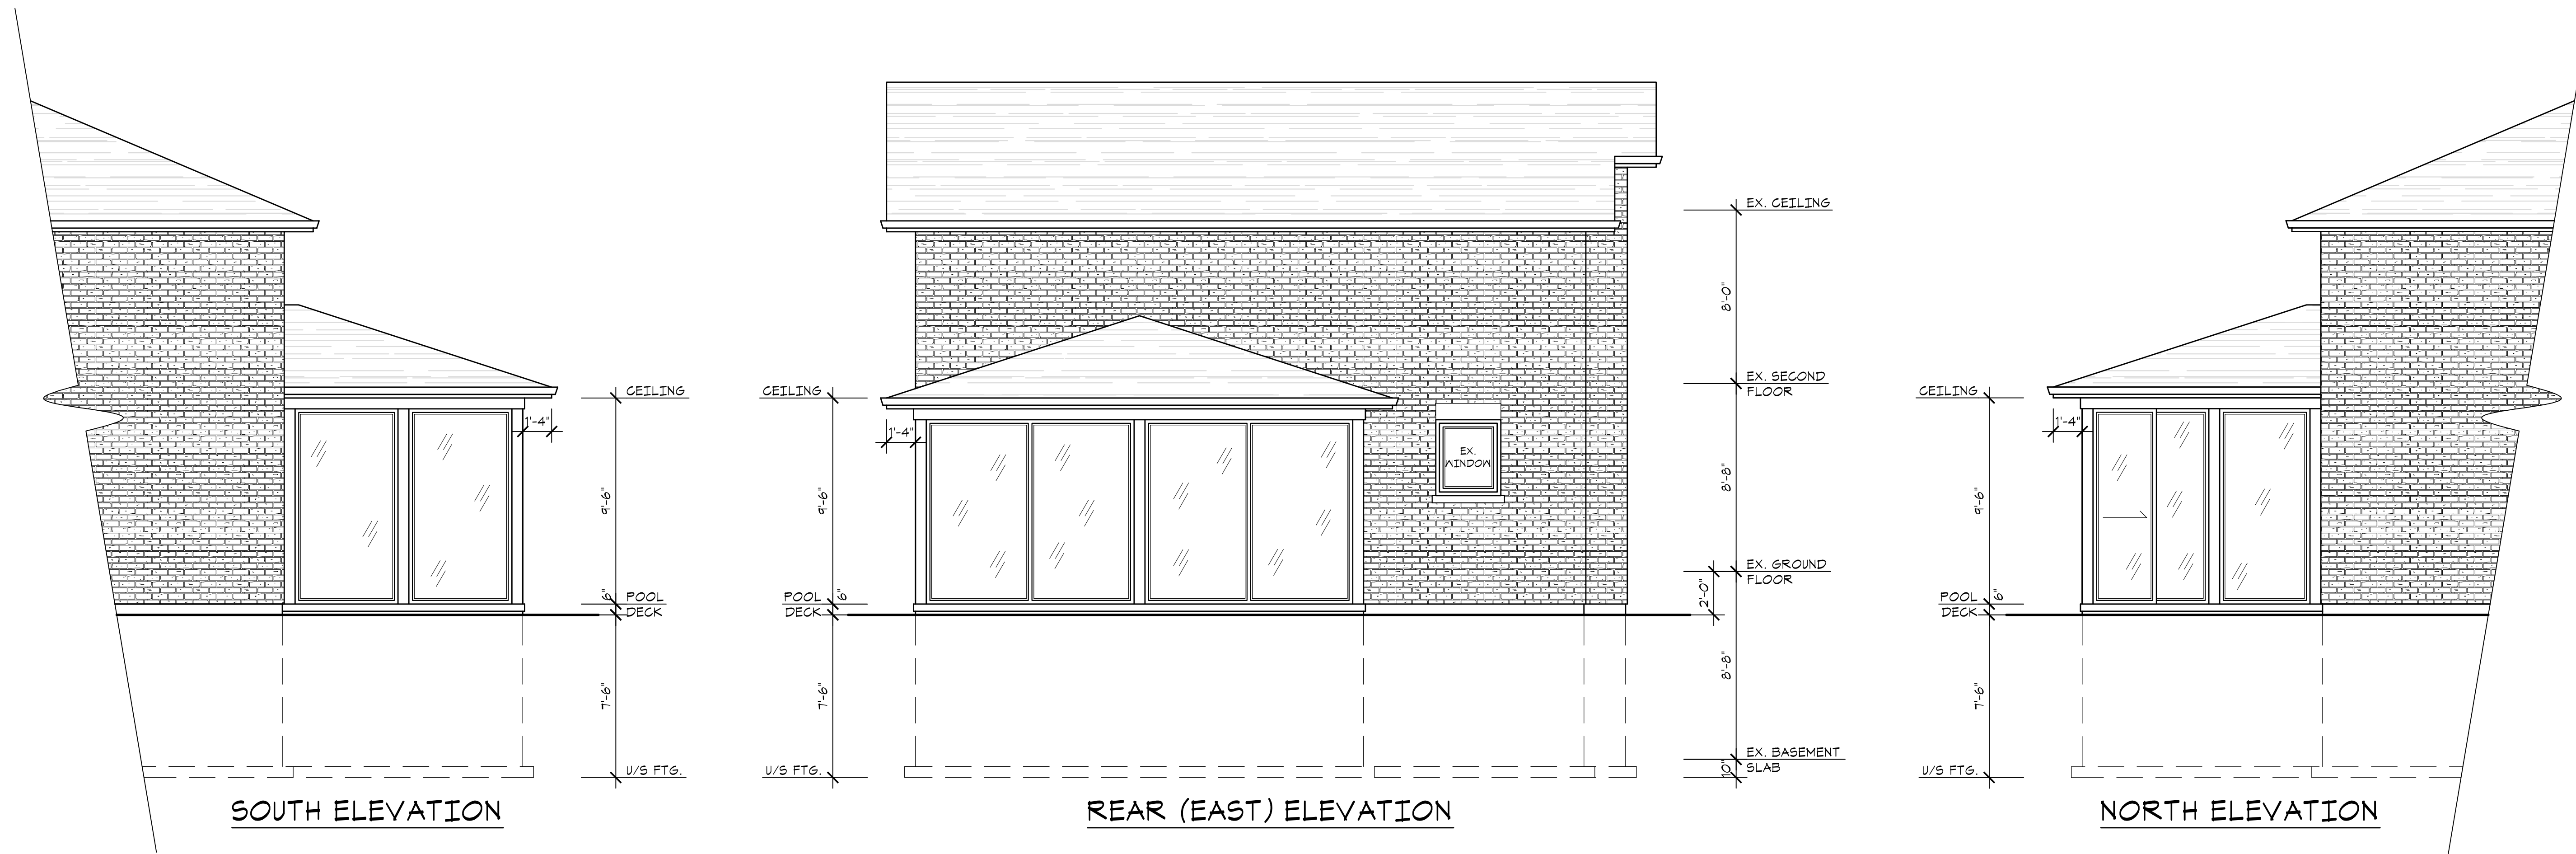 CEILING
1'-4"
9'-6"
6"
POOL
DECK
7'-6"
U/S FTG.
SOUTH ELEVATION
CEILING
1'-4"
9'-6"
POOL
6"
DECK
7'-6"
U/S FTG.
EX.
WINDOW
EX. CEILING
8'-0"
EX. SECOND
FLOOR
8'-8"
EX. GROUND
FLOOR
2'-0"
8'-8"
EX. BASEMENT
10"
SLAB
REAR (EAST) ELEVATION
CEILING
1'-4"
9'-6"
POOL
6"
DECK
7'-6"
U/S FTG.
NORTH ELEVATION